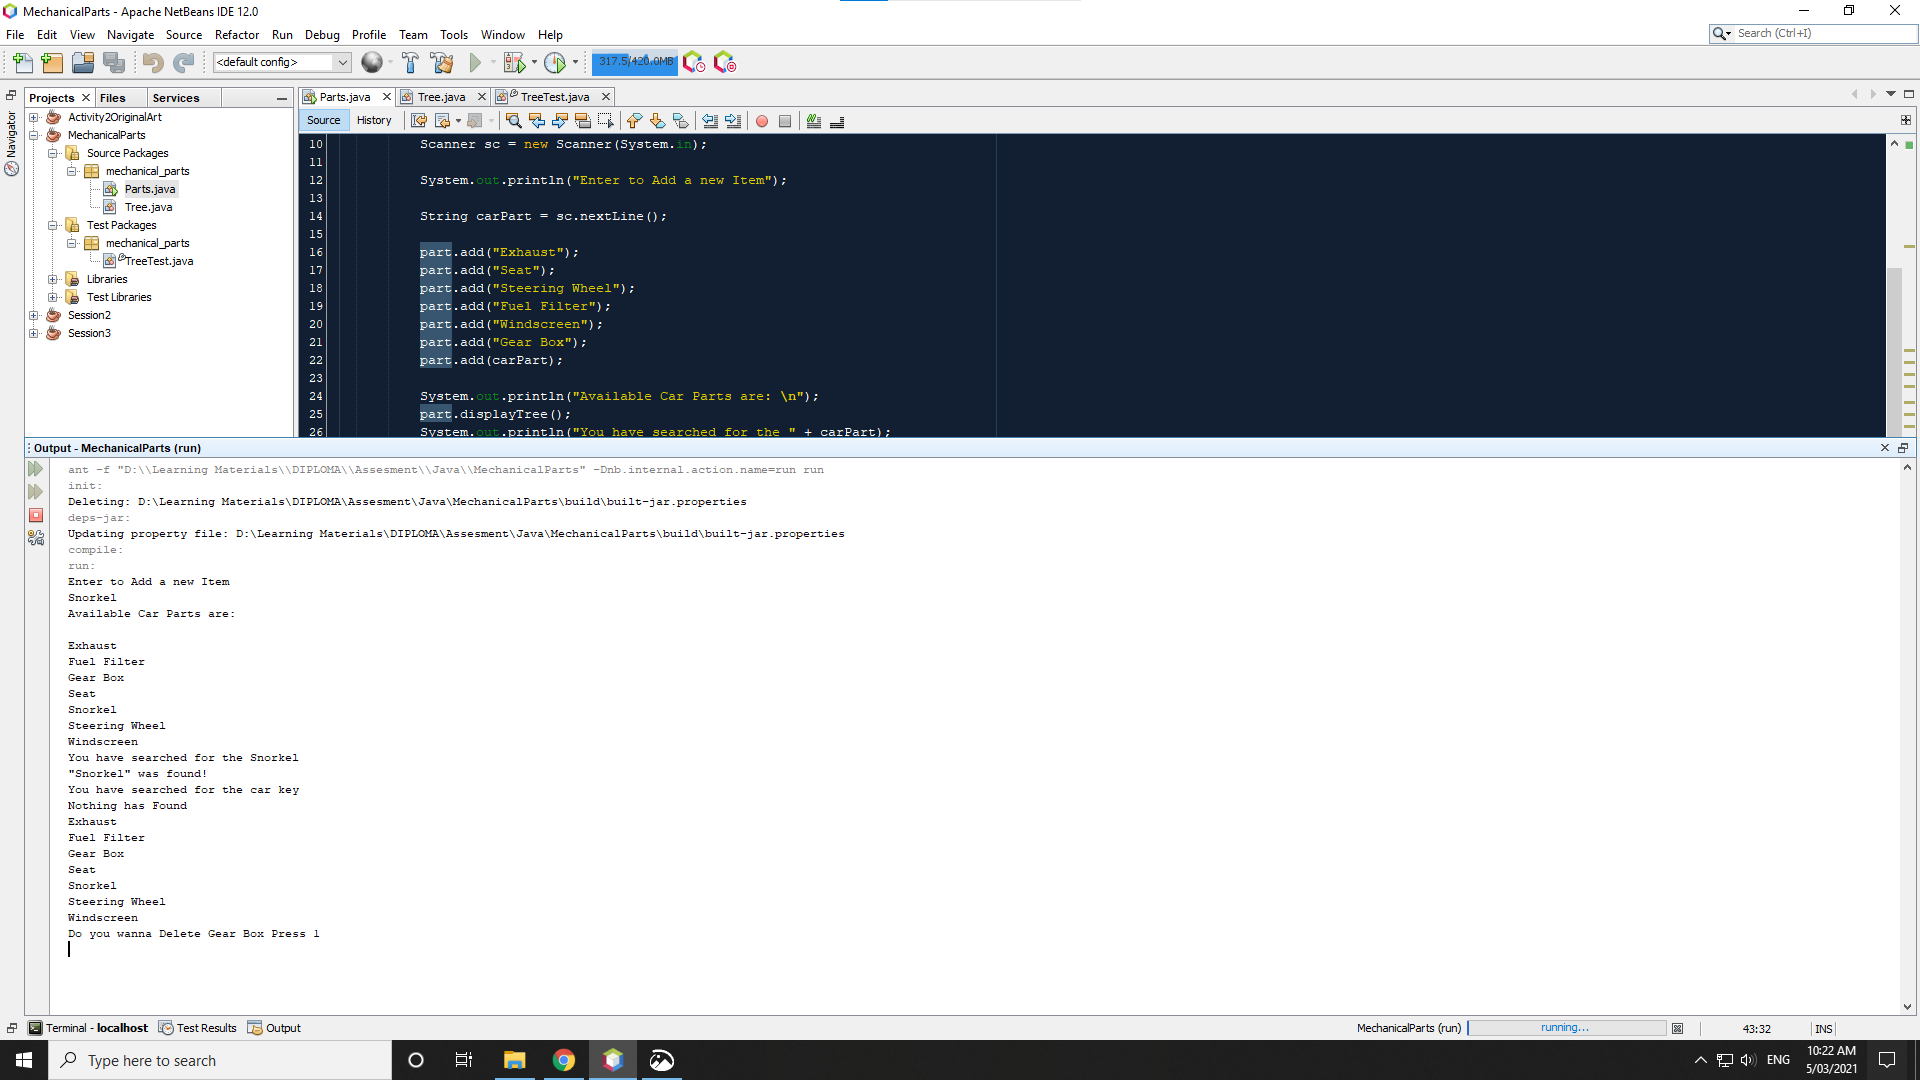 MechanicalParts - Apache NetBeans IDE 12.0
File Edit View Navigate Source Refactor Run Debug Profile Team Tools Window Help
Search (Ctrl+I)
<default config>
317.5/420.0MB
Projects Files Services
Parts.java Tree.java TreeTest.java
Navigator
Source History
Activity2OriginalArt
MechanicalParts
Source Packages
mechanical_parts
Parts.java
Tree.java
Test Packages
mechanical_parts
TreeTest.java
Libraries
Test Libraries
Session2
Session3
10 Scanner sc = new Scanner(System.in);
11
12 System.out.println("Enter to Add a new Item");
13
14 String carPart = sc.nextLine();
15
16 part.add("Exhaust");
17 part.add("Seat");
18 part.add("Steering Wheel");
19 part.add("Fuel Filter");
20 part.add("Windscreen");
21 part.add("Gear Box");
22 part.add(carPart);
23
24 System.out.println("Available Car Parts are: \n");
25 part.displayTree();
26 System.out.println("You have searched for the " + carPart);
Output - MechanicalParts (run)
ant -f "D:\\Learning Materials\\DIPLOMA\\Assesment\\Java\\MechanicalParts" -Dnb.internal.action.name=run run
init:
Deleting: D:\Learning Materials\DIPLOMA\Assesment\Java\MechanicalParts\build\built-jar.properties
deps-jar:
Updating property file: D:\Learning Materials\DIPLOMA\Assesment\Java\MechanicalParts\build\built-jar.properties
compile:
run:
Enter to Add a new Item
Snorkel
Available Car Parts are:
Exhaust
Fuel Filter
Gear Box
Seat
Snorkel
Steering Wheel
Windscreen
You have searched for the Snorkel
"Snorkel" was found!
You have searched for the car key
Nothing has Found
Exhaust
Fuel Filter
Gear Box
Seat
Snorkel
Steering Wheel
Windscreen
Do you wanna Delete Gear Box Press 1
Terminal - localhost Test Results Output
MechanicalParts (run) running... 43:32 INS
Type here to search
ENG
10:22 AM
5/03/2021